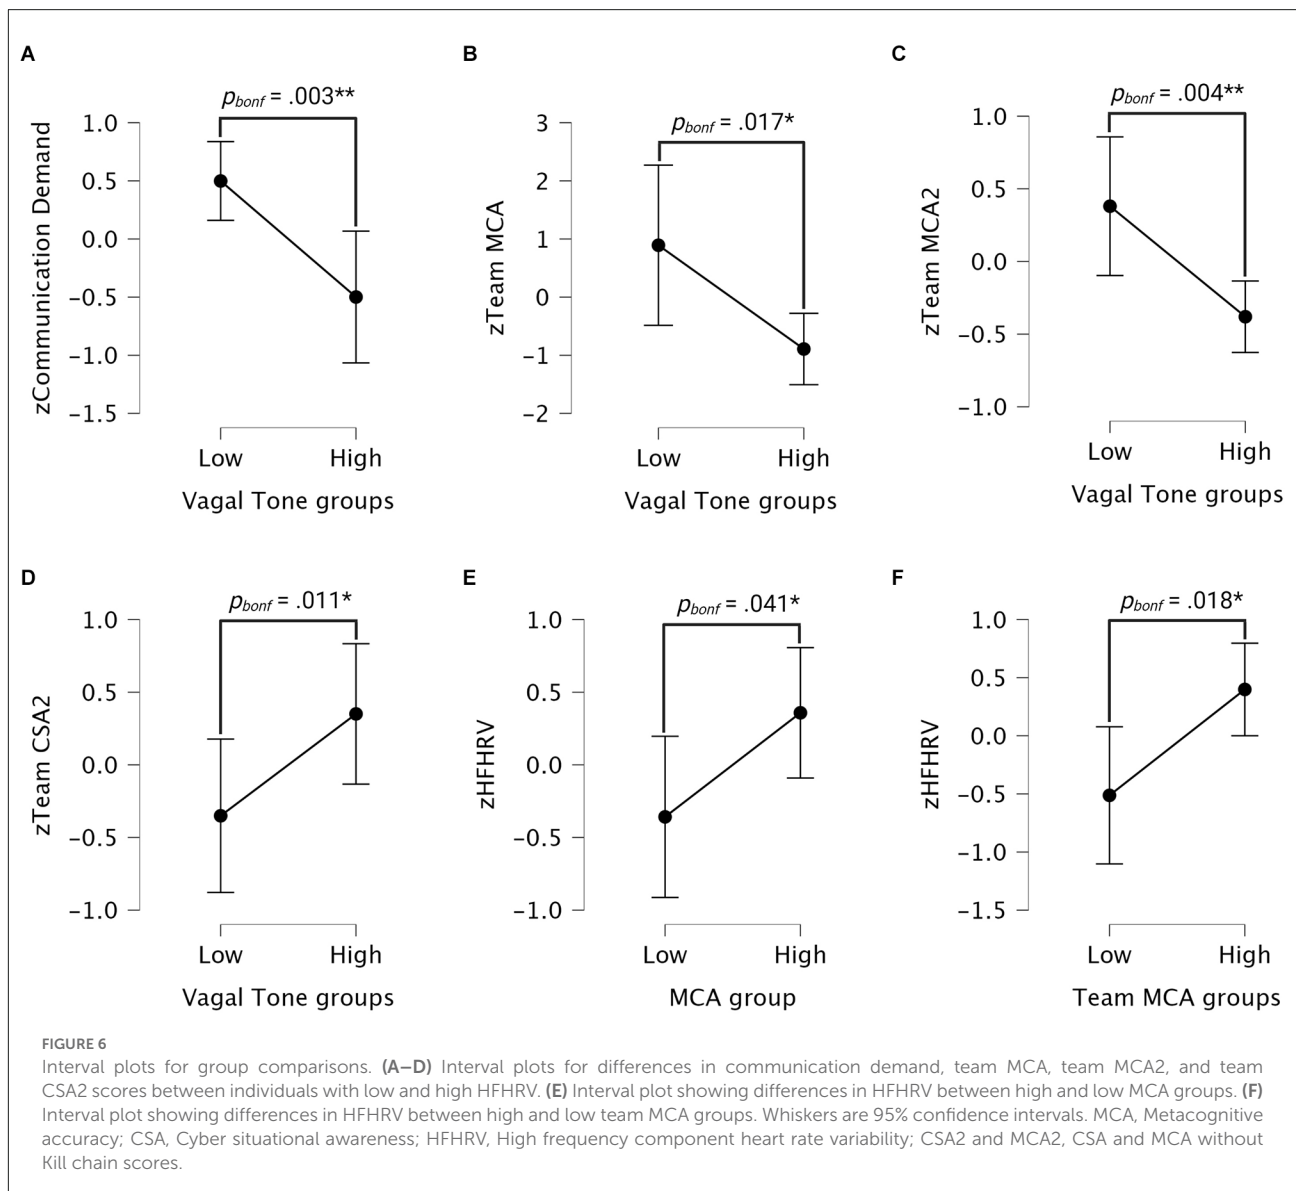 A
p_bonf = .003**
zCommunication Demand
1.0
0.5
0.0
−0.5
−1.0
−1.5
Low High
Vagal Tone groups
B
p_bonf = .017*
zTeam MCA
3
2
1
0
−1
−2
Low High
Vagal Tone groups
C
p_bonf = .004**
zTeam MCA2
1.0
0.5
0.0
−0.5
−1.0
Low High
Vagal Tone groups
D
p_bonf = .011*
zTeam CSA2
1.0
0.5
0.0
−0.5
−1.0
Low High
Vagal Tone groups
E
p_bonf = .041*
zHFHRV
1.0
0.5
0.0
−0.5
−1.0
Low High
MCA group
F
p_bonf = .018*
zHFHRV
1.0
0.5
0.0
−0.5
−1.0
−1.5
Low High
Team MCA groups
FIGURE 6
Interval plots for group comparisons. (A–D) Interval plots for differences in communication demand, team MCA, team MCA2, and team
CSA2 scores between individuals with low and high HFHRV. (E) Interval plot showing differences in HFHRV between high and low MCA groups. (F)
Interval plot showing differences in HFHRV between high and low team MCA groups. Whiskers are 95% confidence intervals. MCA, Metacognitive
accuracy; CSA, Cyber situational awareness; HFHRV, High frequency component heart rate variability; CSA2 and MCA2, CSA and MCA without
Kill chain scores.